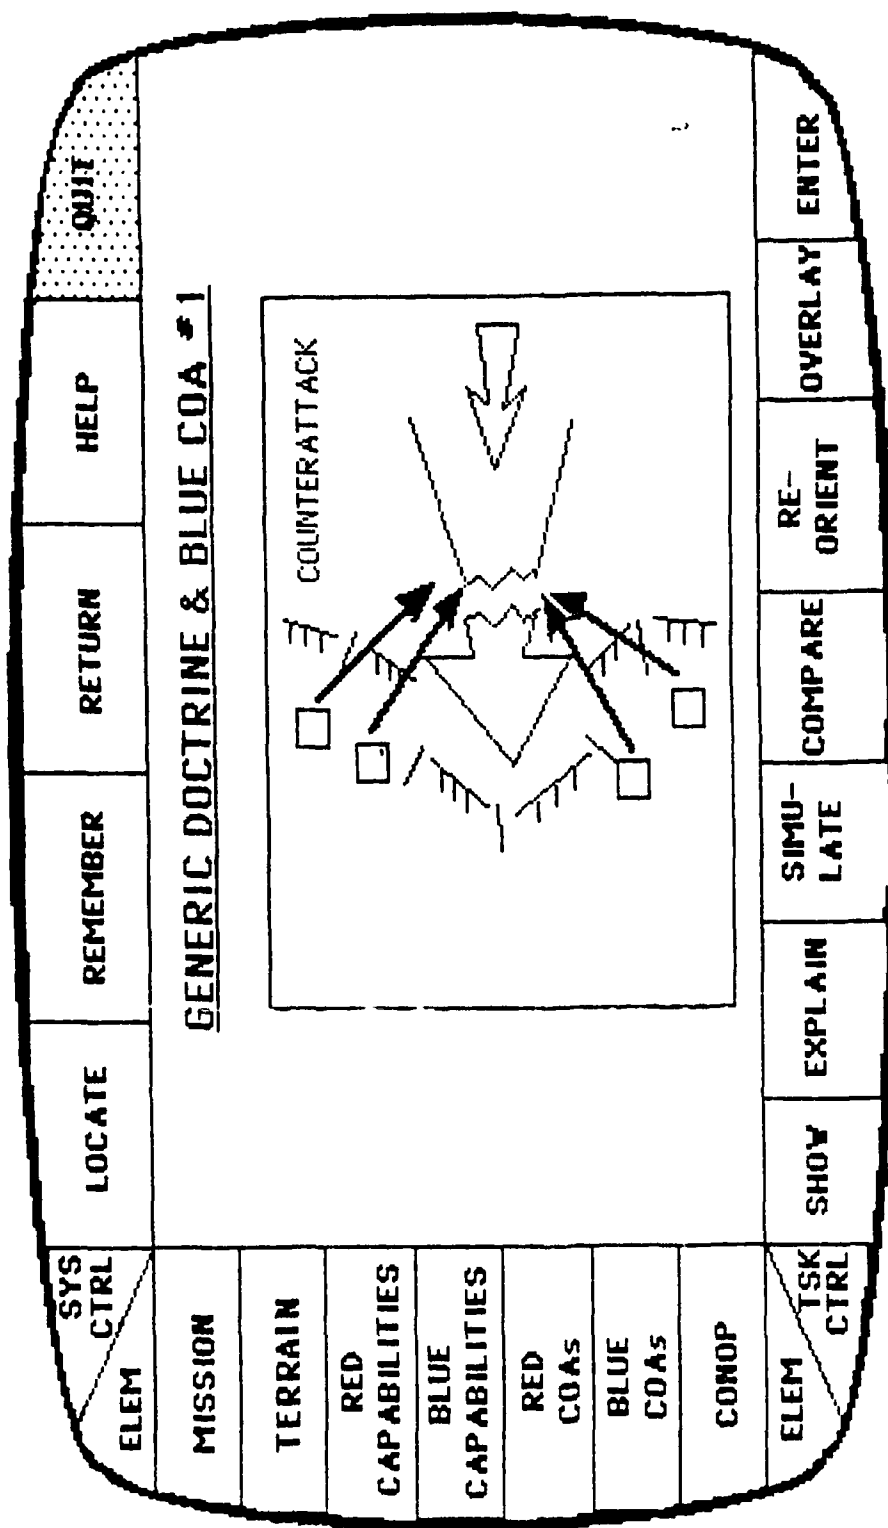 SYS
CTRL
LOCATE
REMEMBER
RETURN
HELP
QUIT
ELEM
MISSION
TERRAIN
RED
CAPABILITIES
BLUE
CAPABILITIES
RED
COAs
BLUE
COAs
CONOP
ELEM
GENERIC DOCTRINE & BLUE COA #1
COUNTERATTACK
TSK
CTRL
SHOW
EXPLAIN
SIMU-
LATE
COMPARE
RE-
ORIENT
OVERLAY
ENTER